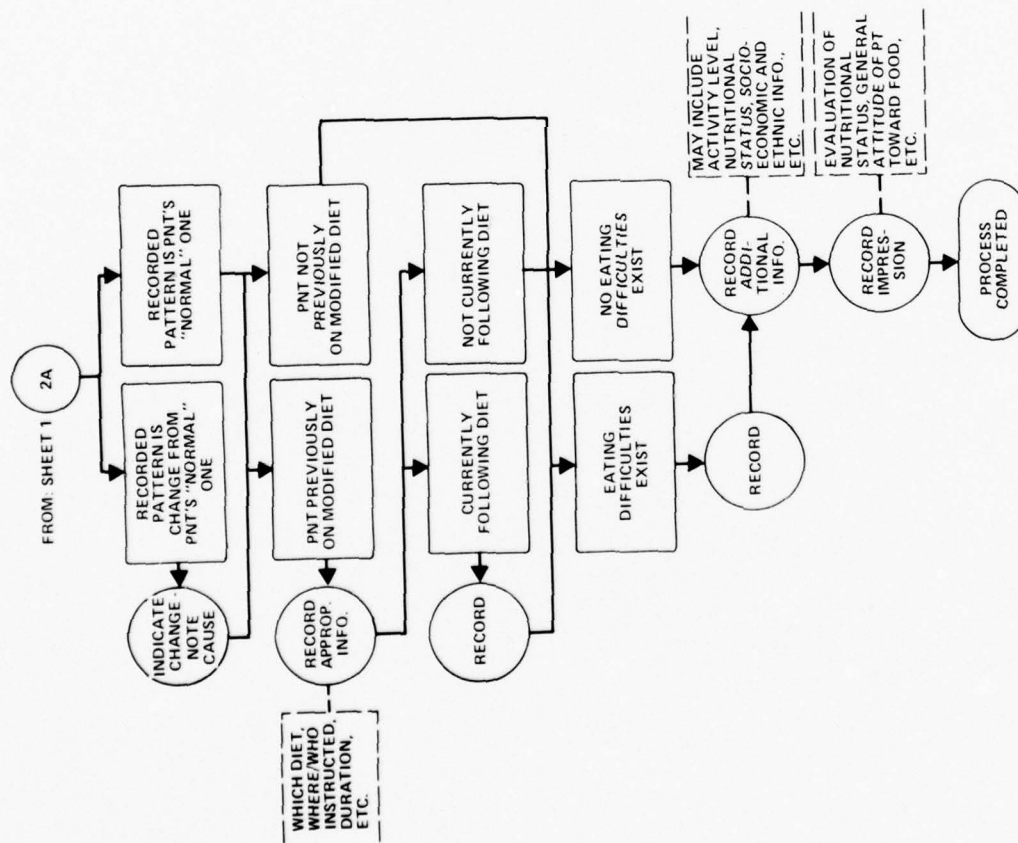 FROM: SHEET 1
2A
RECORDED
PATTERN IS
CHANGE FROM
PNT'S "NORMAL"
ONE
RECORDED
PATTERN IS PNT'S
"NORMAL" ONE
INDICATE
CHANGE -
NOTE
CAUSE
PNT PREVIOUSLY
ON MODIFIED DIET
PNT NOT
PREVIOUSLY
ON MODIFIED DIET
RECORD
APPROP.
INFO.
WHICH DIET,
WHERE/WHO
INSTRUCTED,
DURATION,
ETC.
CURRENTLY
FOLLOWING DIET
NOT CURRENTLY
FOLLOWING DIET
RECORD
EATING
DIFFICULTIES
EXIST
NO EATING
DIFFICULTIES
EXIST
RECORD
RECORD
ADDI-
TIONAL
INFO.
MAY INCLUDE
ACTIVITY LEVEL,
NUTRITIONAL
STATUS, SOCIO-
ECONOMIC AND
ETHNIC INFO.,
ETC.
RECORD
IMPRES-
SION
EVALUATION OF
NUTRITIONAL
STATUS, GENERAL
ATTITUDE OF PT
TOWARD FOOD,
ETC.
PROCESS
COMPLETED